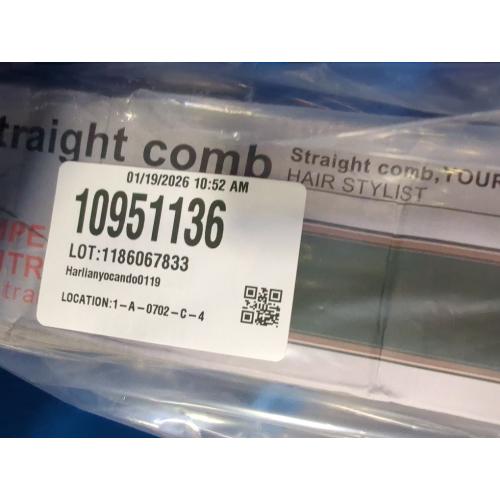 traight comb
Straight comb, YOUR
HAIR STYLIST
01/19/2026 10:52 AM
10951136
LOT:1186067833
Harlianyocando0119
LOCATION:1-A-0702-C-4